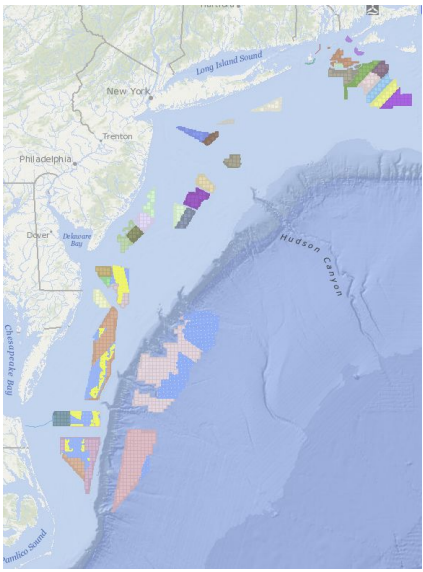 Long Island Sound
New York
Trenton
Philadelphia
Dover
Delaware
Bay
Hudson Canyon
Chesapeake Bay
Pamlico Sound